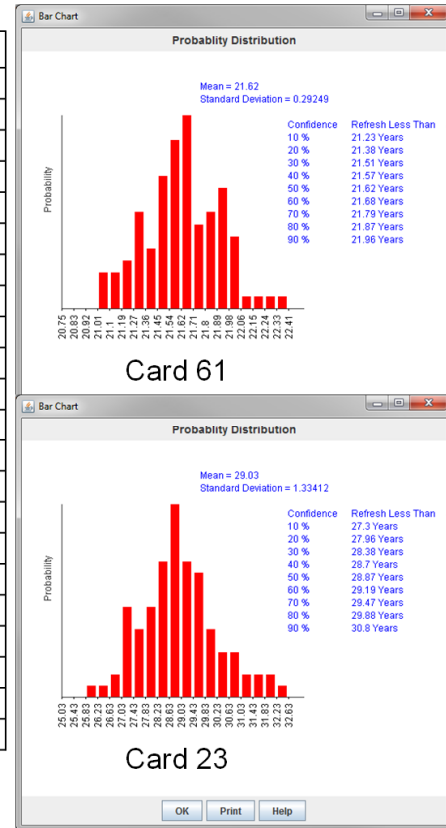 Bar Chart
Probablity Distribution
Mean = 21.62
Standard Deviation = 0.29249
Confidence Refresh Less Than
10 % 21.23 Years
20 % 21.38 Years
30 % 21.51 Years
40 % 21.57 Years
50 % 21.62 Years
60 % 21.68 Years
70 % 21.79 Years
80 % 21.87 Years
90 % 21.96 Years
Probability
20.75 20.83 20.92 21.01 21.1 21.19 21.27 21.36 21.45 21.54 21.62 21.71 21.8 21.89 21.98 22.06 22.15 22.24 22.33 22.41
Card 61
Bar Chart
Probablity Distribution
Mean = 29.03
Standard Deviation = 1.33412
Confidence Refresh Less Than
10 % 27.3 Years
20 % 27.96 Years
30 % 28.38 Years
40 % 28.7 Years
50 % 28.87 Years
60 % 29.19 Years
70 % 29.47 Years
80 % 29.88 Years
90 % 30.8 Years
Probability
25.03 25.43 25.83 26.23 26.63 27.03 27.43 27.83 28.23 28.63 29.03 29.43 29.83 30.23 30.63 31.03 31.43 31.83 32.23 32.63
Card 23
OK Print Help